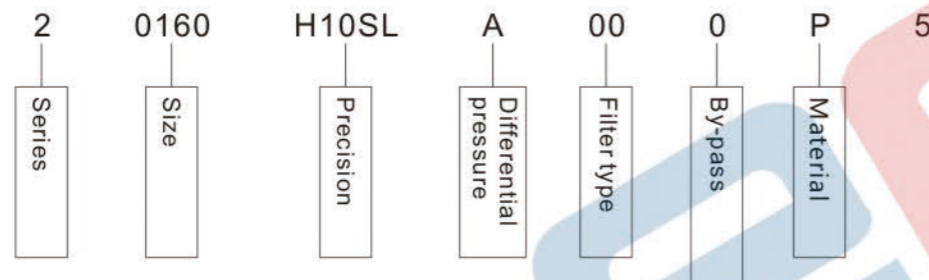 2 0160 H10SL A 00 0 P 5
Series
Size
Precision
Differential
pressure
Filter type
By-pass
Material